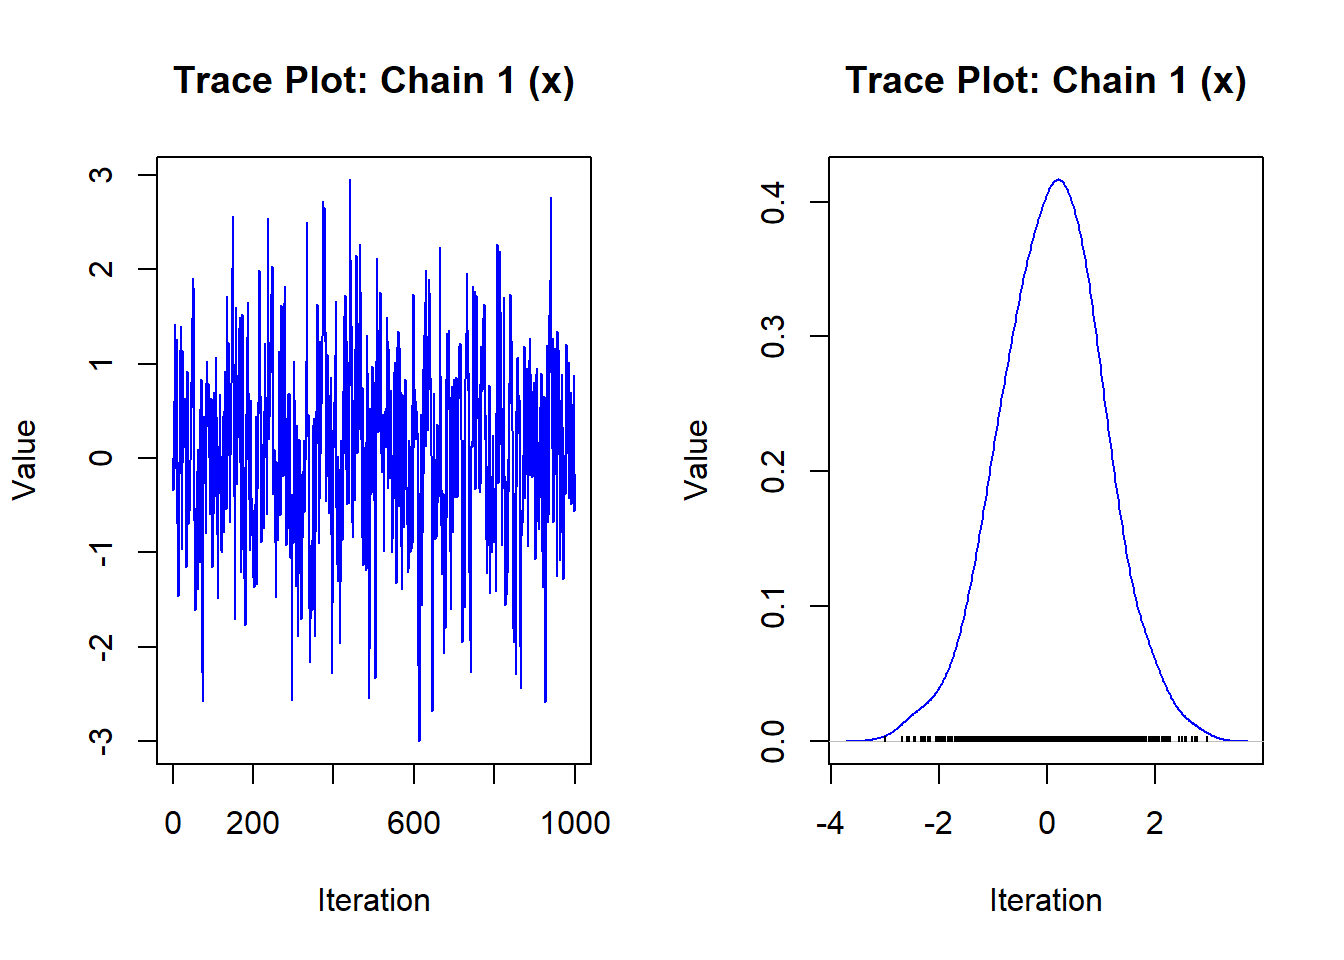 Trace Plot: Chain 1 (x)
Value
3
2
1
0
-1
-2
-3
0 200 600 1000
Iteration
Trace Plot: Chain 1 (x)
Value
0.4
0.3
0.2
0.1
0.0
-4 -2 0 2
Iteration